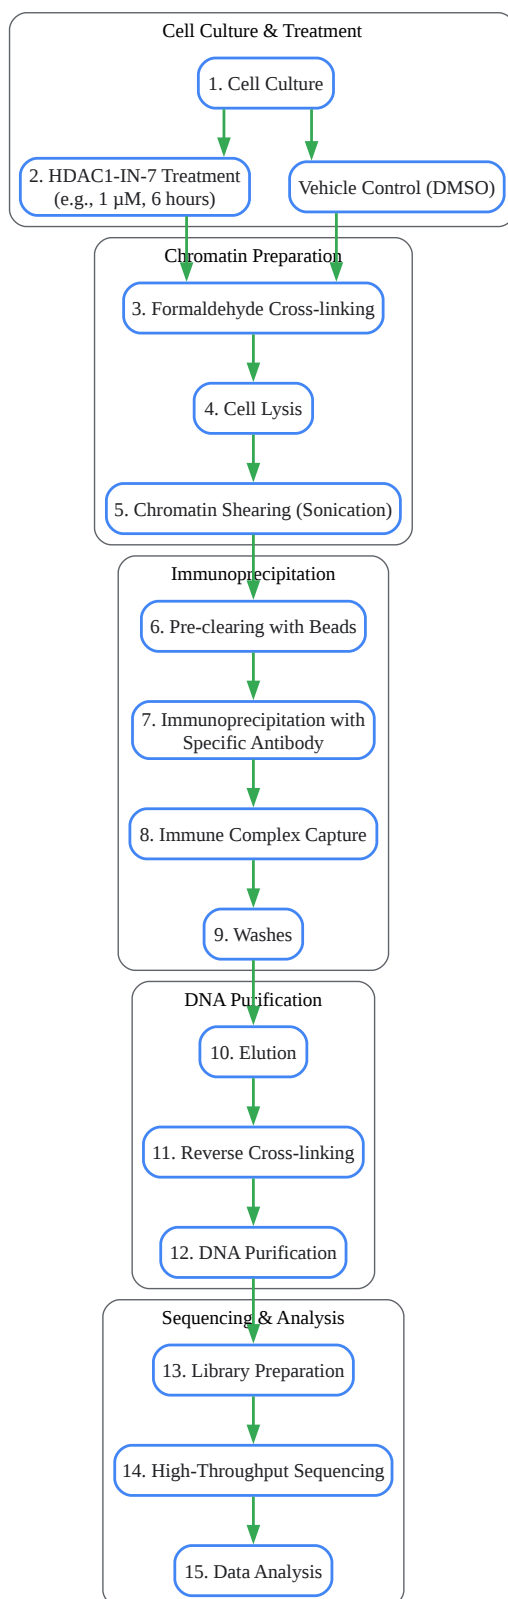 Cell Culture & Treatment
1. Cell Culture
2. HDAC1-IN-7 Treatment
(e.g., 1 µM, 6 hours)
Vehicle Control (DMSO)
Chromatin Preparation
3. Formaldehyde Cross-linking
4. Cell Lysis
5. Chromatin Shearing (Sonication)
Immunoprecipitation
6. Pre-clearing with Beads
7. Immunoprecipitation with
Specific Antibody
8. Immune Complex Capture
9. Washes
DNA Purification
10. Elution
11. Reverse Cross-linking
12. DNA Purification
Sequencing & Analysis
13. Library Preparation
14. High-Throughput Sequencing
15. Data Analysis